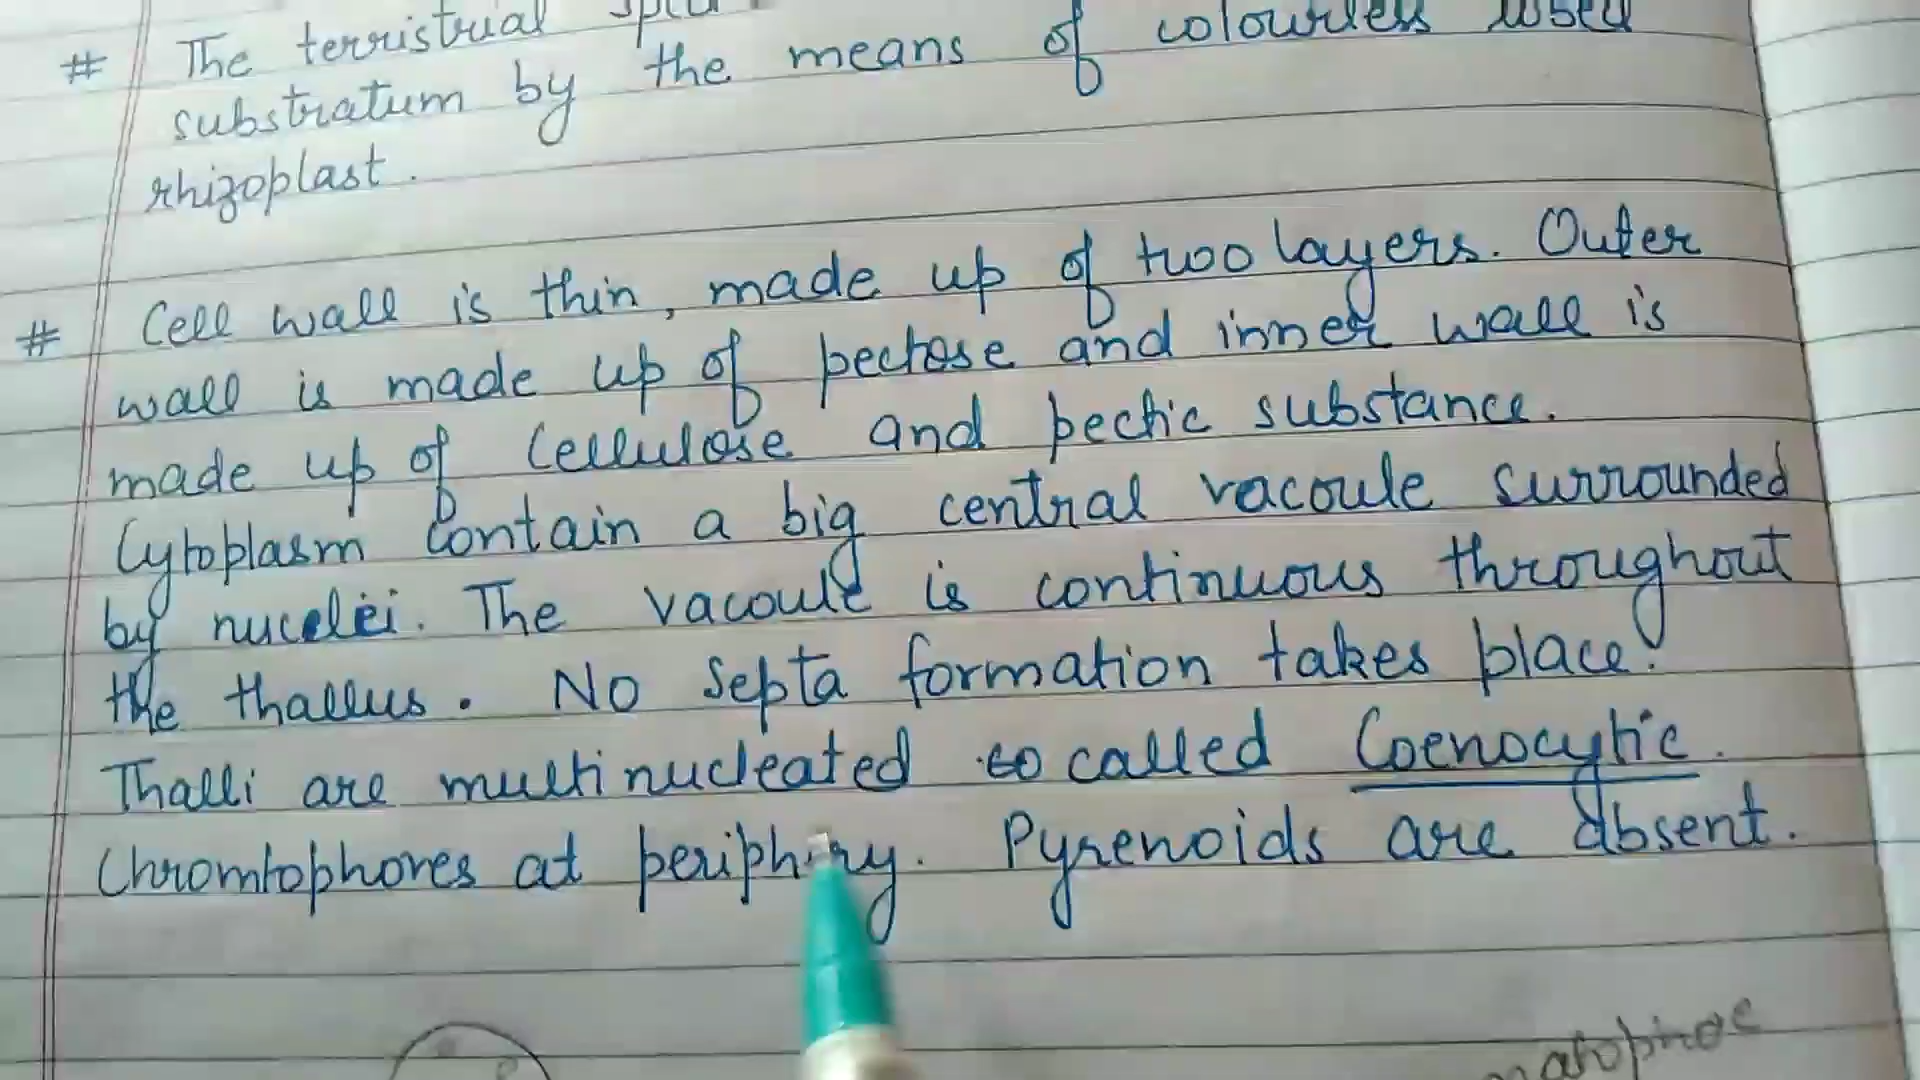 # The terristrial
substratum by the means of colourless
rhizoplast.
# Cell wall is thin, made up of two layers. Outer
wall is made up of pectose and inner wall is
made up of Cellulose and pectic substance.
Cytoplasm contain a big central vacoule surrounded
by nucelei. The vacoule is continuous throughout
the thallus. No septa formation takes place.
Thalli are multinucleated so called Coenocytic.
Chromtophores at periphery. Pyrenoids are absent.